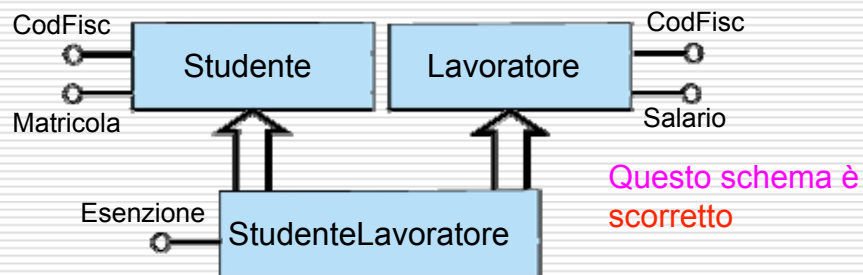 CodFisc
CodFisc
Studente
Lavoratore
Matricola
Salario
Questo schema è
scorretto
Esenzione
StudenteLavoratore